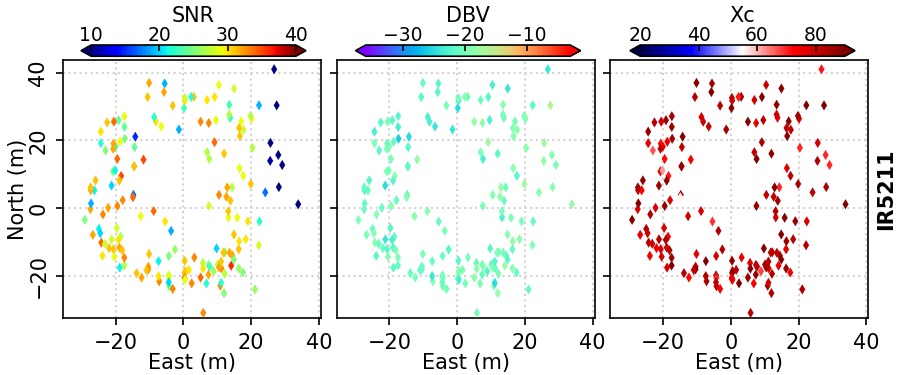 SNR DBV Xc
10 20 30 40 −30 −20 −10 20 40 60 80
40
20
0
−20
North (m)
−20 0 20 40 −20 0 20 40 −20 0 20 40
East (m) East (m) East (m)
IR5211